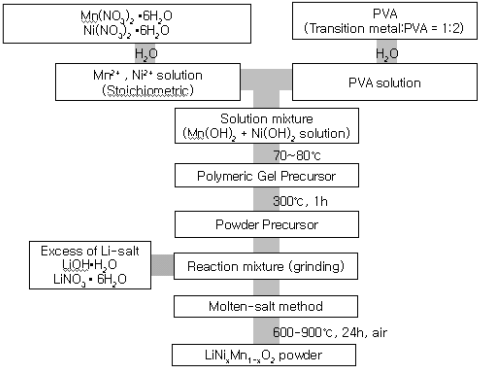 Mn(NO₃)₂ •6H₂O
Ni(NO₃)₂ •6H₂O
PVA
(Transition metal:PVA = 1:2)
H₂O
H₂O
Mn²⁺ , Ni²⁺ solution
(Stoichiometric)
PVA solution
Solution mixture
(Mn(OH)₂ + Ni(OH)₂ solution)
70~80℃
Polymeric Gel Precursor
300℃, 1h
Powder Precursor
Excess of Li-salt
LiOH•H₂O
LiNO₃ • 6H₂O
Reaction mixture (grinding)
Molten-salt method
600-900℃, 24h, air
LiNiₓMn₁₋ₓO₂ powder